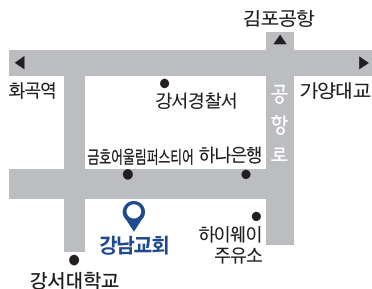 김포공항
화곡역
강서경찰서
가양대교
공항로
금호어울림퍼스티어
하나은행
강남교회
하이웨이
주유소
강서대학교